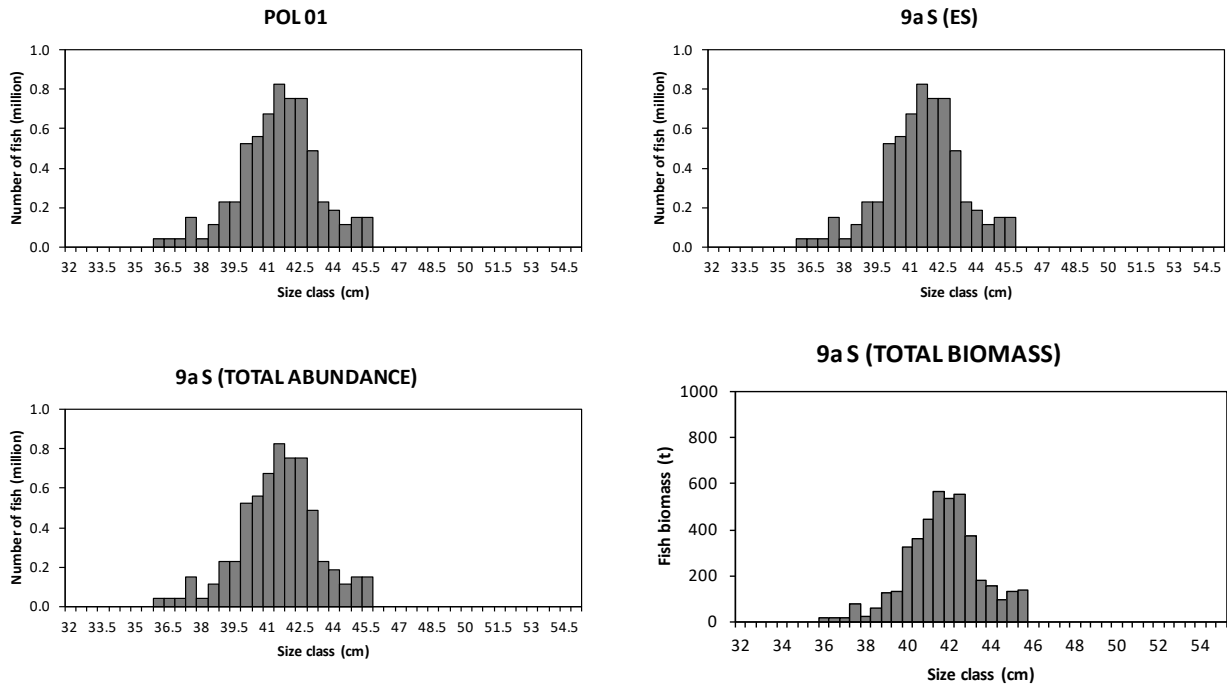 POL 01
Number of fish (million)
1.0
0.8
0.6
0.4
0.2
0.0
32 33.5 36.5 38 39.5 41 42.5 44 45.5 47 48.5 50 51.5 53 54.5
Size class (cm)
9a S (ES)
Number of fish (million)
1.0
0.8
0.6
0.4
0.2
0.0
32 33.5 36.5 38 39.5 41 42.5 44 45.5 47 48.5 50 51.5 53 54.5
Size class (cm)
9a S (TOTAL ABUNDANCE)
Number of fish (million)
1.0
0.8
0.6
0.4
0.2
0.0
32 33.5 36.5 38 39.5 41 42.5 44 45.5 47 48.5 50 51.5 53 54.5
Size class (cm)
9a S (TOTAL BIOMASS)
Fish biomass (t)
1000
800
600
400
200
0
32 34 36 38 40 42 44 46 48 50 52 54
Size class (cm)